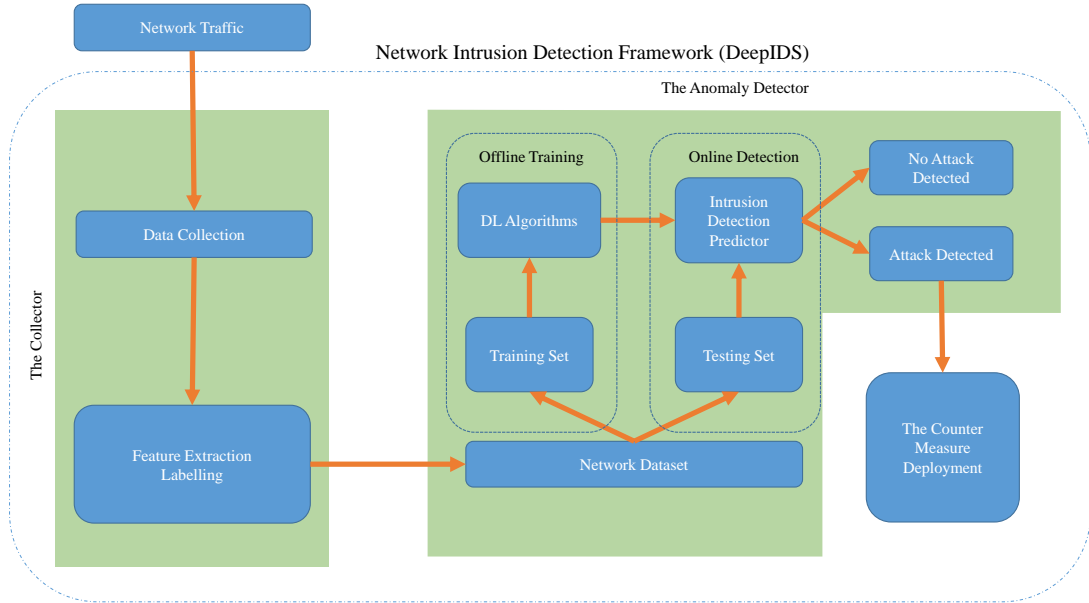 Network Traffic
Network Intrusion Detection Framework (DeepIDS)
The Anomaly Detector
The Collector
Data Collection
Feature Extraction
Labelling
Offline Training
DL Algorithms
Training Set
Online Detection
Intrusion
Detection
Predictor
Testing Set
Network Dataset
No Attack
Detected
Attack Detected
The Counter
Measure
Deployment